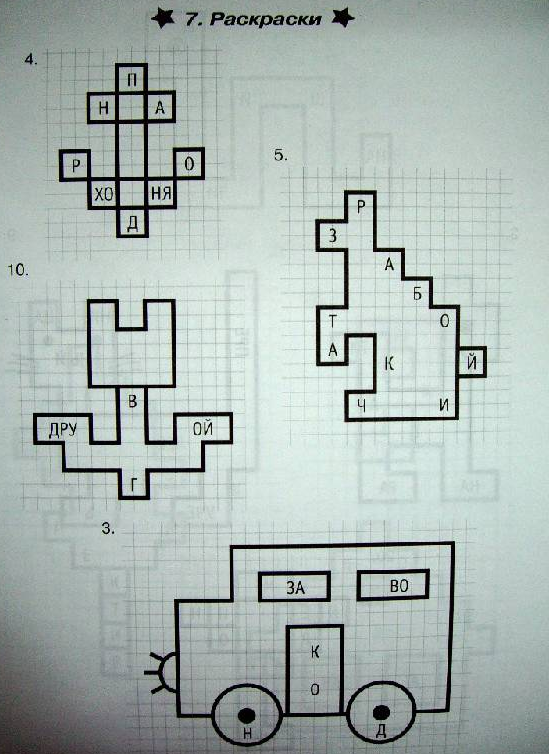 7. Раскраски
4.
П
Н А
Р О
ХО НЯ
Д
5.
Р
З
А
Б
Т О
А К Й
Ч И
10.
В
ДРУ ОЙ
Г
3.
ЗА ВО
К
О
Н Д